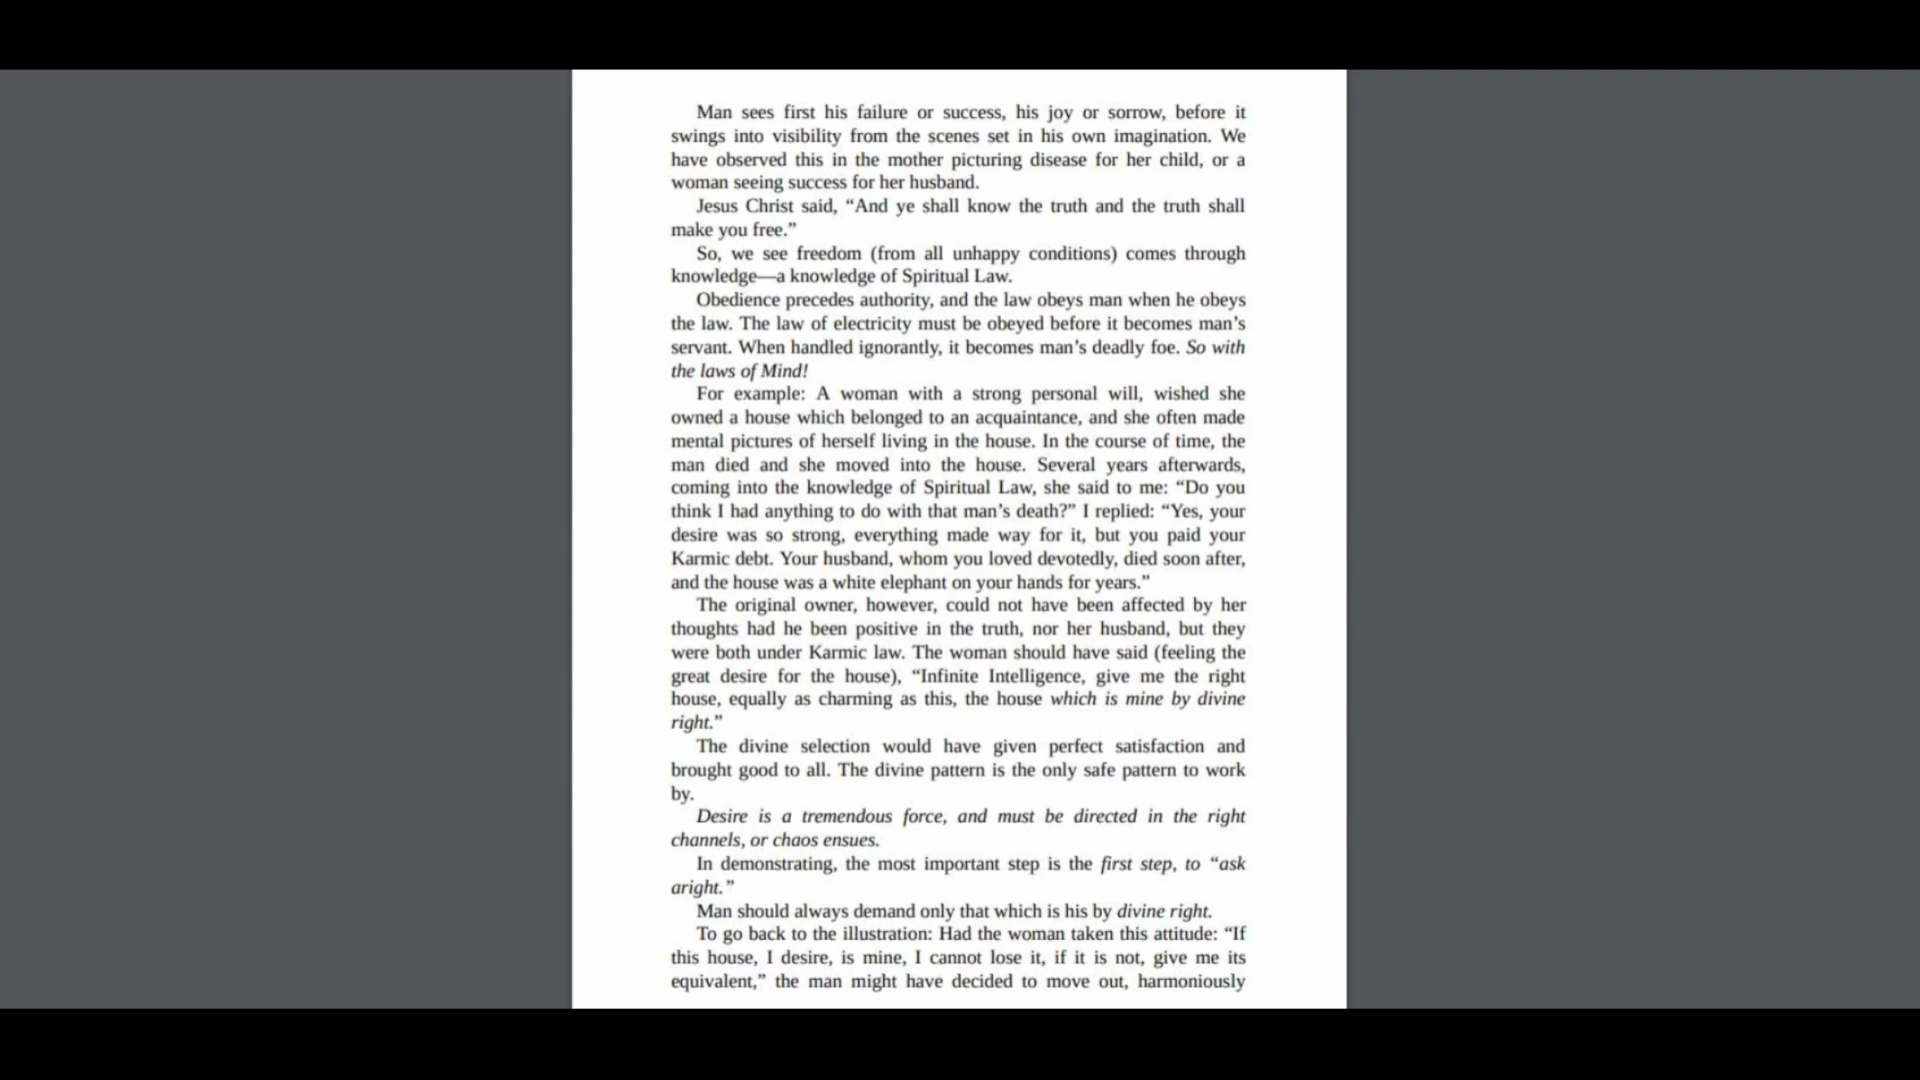 Man sees first his failure or success, his joy or sorrow, before it
swings into visibility from the scenes set in his own imagination. We
have observed this in the mother picturing disease for her child, or a
woman seeing success for her husband.
Jesus Christ said, “And ye shall know the truth and the truth shall
make you free.”
So, we see freedom (from all unhappy conditions) comes through
knowledge—a knowledge of Spiritual Law.
Obedience precedes authority, and the law obeys man when he obeys
the law. The law of electricity must be obeyed before it becomes man’s
servant. When handled ignorantly, it becomes man’s deadly foe. So with
the laws of Mind!
For example: A woman with a strong personal will, wished she
owned a house which belonged to an acquaintance, and she often made
mental pictures of herself living in the house. In the course of time, the
man died and she moved into the house. Several years afterwards,
coming into the knowledge of Spiritual Law, she said to me: “Do you
think I had anything to do with that man’s death?” I replied: “Yes, your
desire was so strong, everything made way for it, but you paid your
Karmic debt. Your husband, whom you loved devotedly, died soon after,
and the house was a white elephant on your hands for years.”
The original owner, however, could not have been affected by her
thoughts had he been positive in the truth, nor her husband, but they
were both under Karmic law. The woman should have said (feeling the
great desire for the house), “Infinite Intelligence, give me the right
house, equally as charming as this, the house which is mine by divine
right.”
The divine selection would have given perfect satisfaction and
brought good to all. The divine pattern is the only safe pattern to work
by.
Desire is a tremendous force, and must be directed in the right
channels, or chaos ensues.
In demonstrating, the most important step is the first step, to “ask
aright.”
Man should always demand only that which is his by divine right.
To go back to the illustration: Had the woman taken this attitude: “If
this house, I desire, is mine, I cannot lose it, if it is not, give me its
equivalent,” the man might have decided to move out, harmoniously